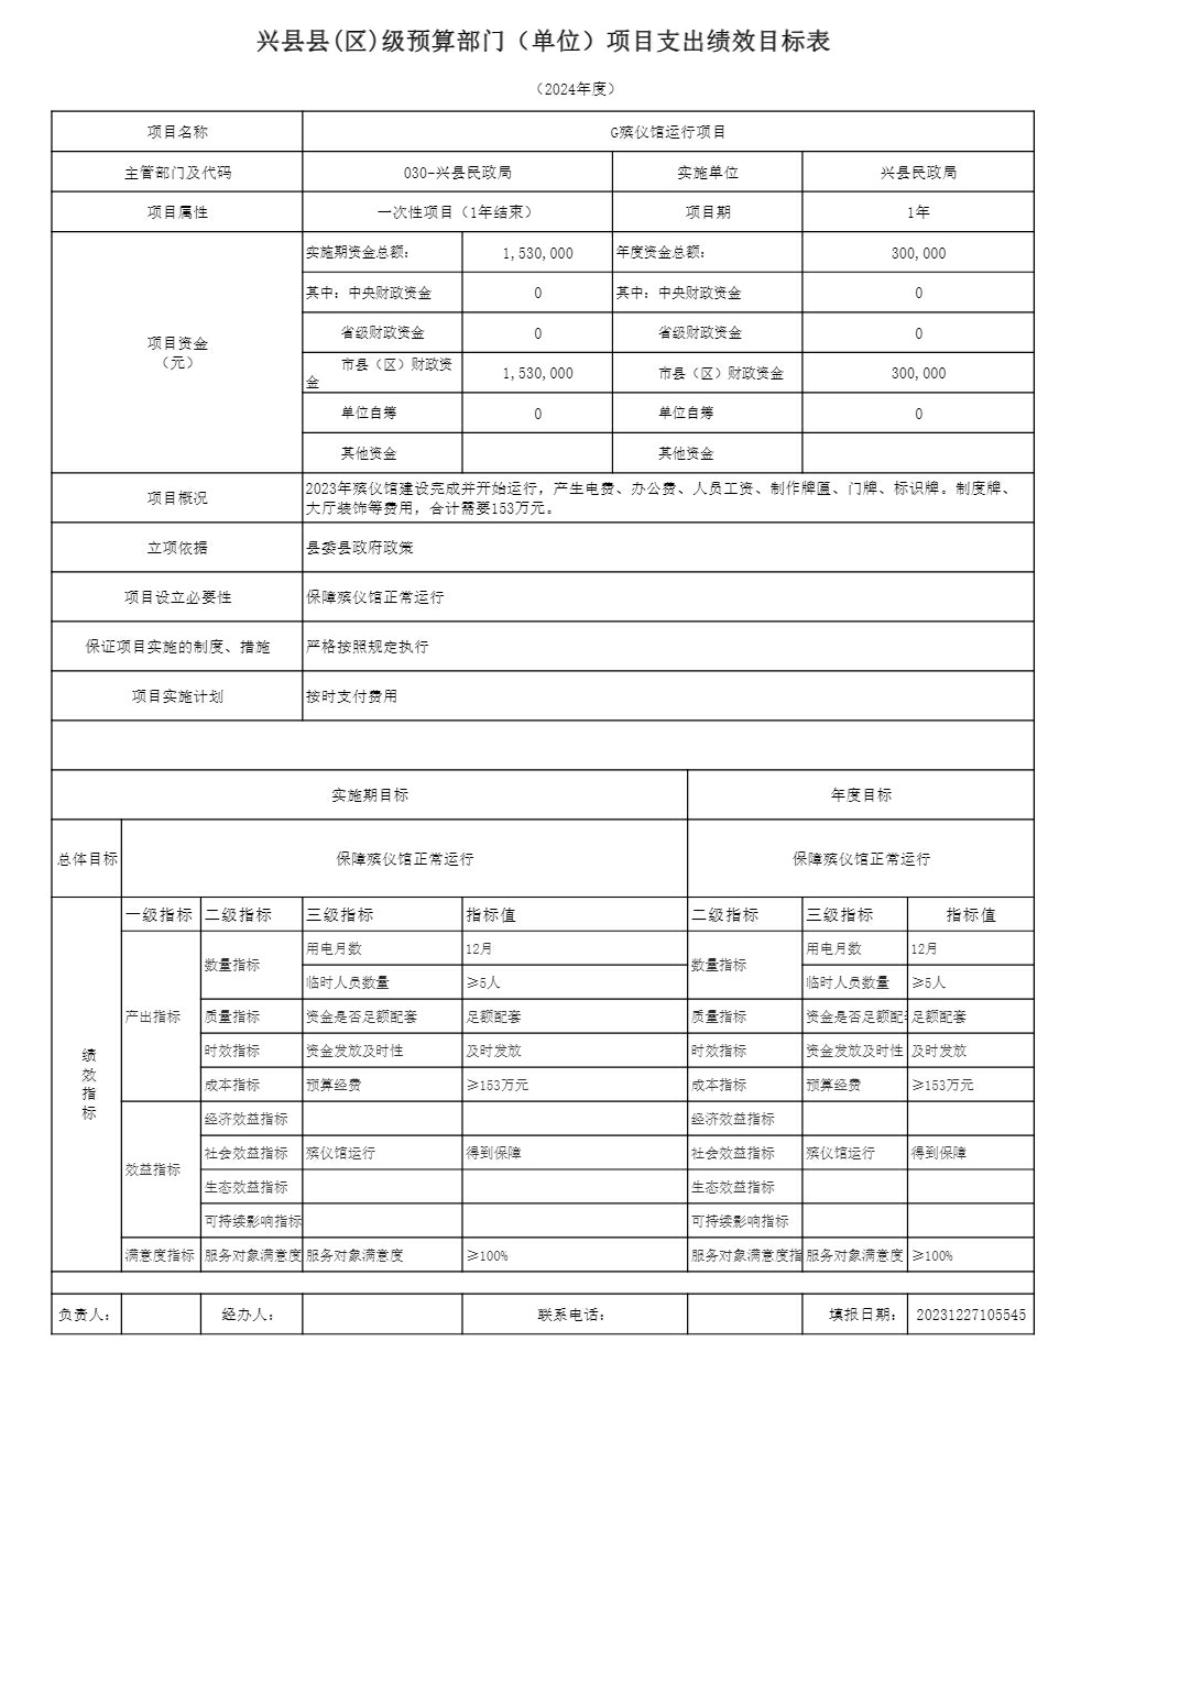 兴县县(区)级预算部门（单位）项目支出绩效目标表
（2024年度）
项目名称 G殡仪馆运行项目
主管部门及代码 030-兴县民政局 实施单位 兴县民政局
项目属性 一次性项目（1年结束） 项目期 1年
项目资金
（元）
实施期资金总额： 1,530,000 年度资金总额： 300,000
其中：中央财政资金 0 其中：中央财政资金 0
省级财政资金 0 省级财政资金 0
市县（区）财政资
金 1,530,000 市县（区）财政资金 300,000
单位自筹 0 单位自筹 0
其他资金 其他资金
项目概况 2023年殡仪馆建设完成并开始运行，产生电费、办公费、人员工资、制作牌匾、门牌、标识牌。制度牌、
大厅装饰等费用，合计需要153万元。
立项依据 县委县政府政策
项目设立必要性 保障殡仪馆正常运行
保证项目实施的制度、措施 严格按照规定执行
项目实施计划 按时支付费用
实施期目标 年度目标
总体目标 保障殡仪馆正常运行 保障殡仪馆正常运行
绩
效
指
标
一级指标 二级指标 三级指标 指标值 二级指标 三级指标 指标值
产出指标 数量指标 用电月数 12月 数量指标 用电月数 12月
临时人员数量 ≥5人 临时人员数量 ≥5人
质量指标 资金是否足额配套 足额配套 质量指标 资金是否足额配 足额配套
时效指标 资金发放及时性 及时发放 时效指标 资金发放及时性 及时发放
成本指标 预算经费 ≥153万元 成本指标 预算经费 ≥153万元
效益指标 经济效益指标 经济效益指标
社会效益指标 殡仪馆运行 得到保障 社会效益指标 殡仪馆运行 得到保障
生态效益指标 生态效益指标
可持续影响指标 可持续影响指标
满意度指标 服务对象满意度 服务对象满意度 ≥100% 服务对象满意度指 服务对象满意度 ≥100%
负责人： 经办人： 联系电话： 填报日期： 20231227105545